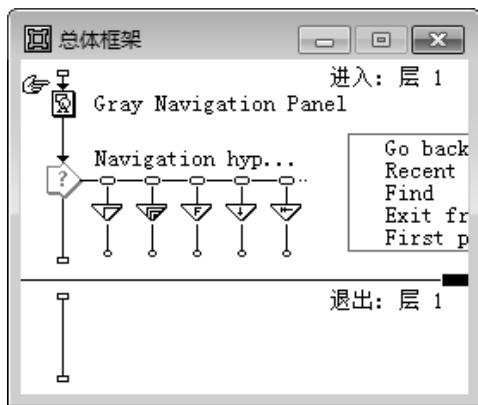 总体框架
进入: 层 1
Gray Navigation Panel
Navigation hyp...
Go back
Recent
Find
Exit fr
First p
退出: 层 1